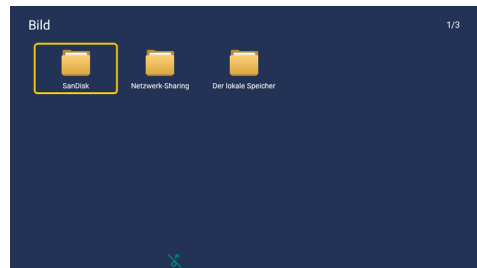 Bild
1/3
SanDisk
Netzwerk-Sharing
Der lokale Speicher